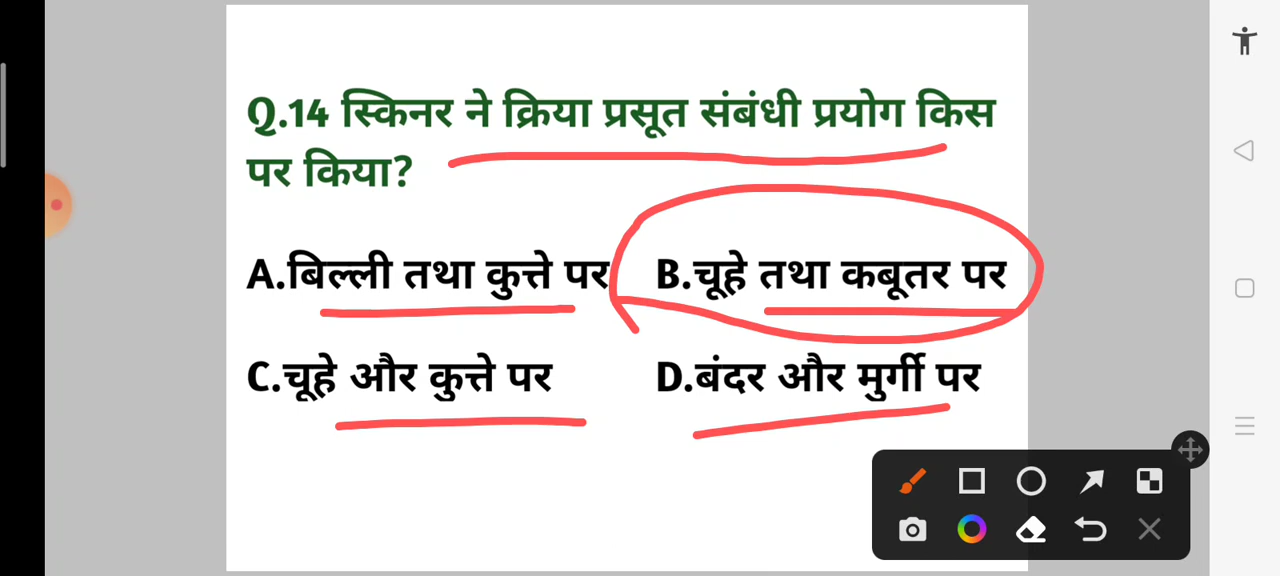 Q.14 स्किनर ने क्रिया प्रसूत संबंधी प्रयोग किस
पर किया?
A.बिल्ली तथा कुत्ते पर B.चूहे तथा कबूतर पर
C.चूहे और कुत्ते पर D.बंदर और मुर्गी पर